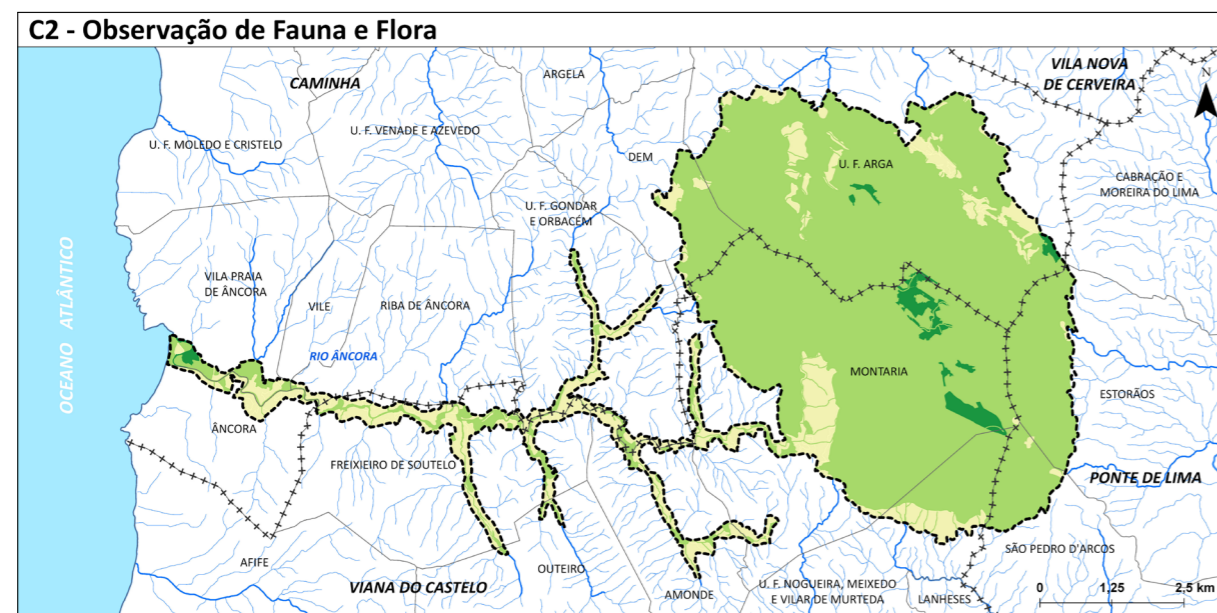 C2 - Observação de Fauna e Flora
CAMINHA
ARGELA
VILA NOVA
DE CERVEIRA
N
U. F. MOLEDO E CRISTELO
U. F. VENADE E AZEVEDO
DEM
U. F. ARGA
CABRAÇÃO E
MOREIRA DO LIMA
U. F. GONDAR
E ORBACÉM
OCEANO ATLÂNTICO
VILA PRAIA
DE ÂNCORA
VILE
RIBA DE ÂNCORA
RIO ÂNCORA
MONTARIA
ESTORÃOS
ÂNCORA
FREIXIEIRO DE SOUTELO
PONTE DE LIMA
AFIFE
OUTEIRO
SÃO PEDRO D'ARCOS
VIANA DO CASTELO
AMONDE
U. F. NOGUEIRA, MEIXEDO
E VILAR DE MURTEDA
LANHESES
0 1,25 2,5 km